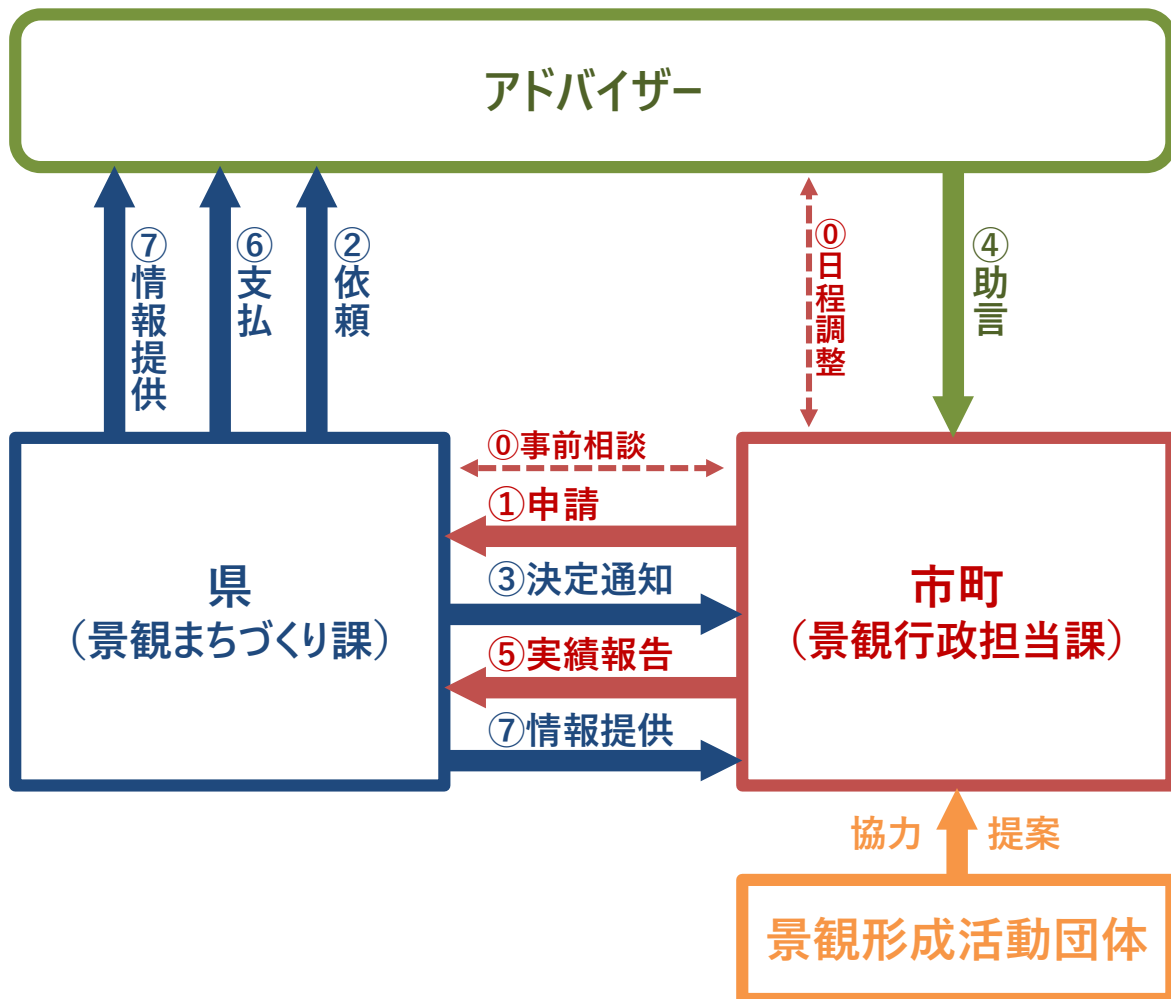 アドバイザー
⑦情報提供
⑥支払
②依頼
⓪日程調整
④助言
⓪事前相談
①申請
③決定通知
⑤実績報告
⑦情報提供
県
（景観まちづくり課）
市町
（景観行政担当課）
協力
提案
景観形成活動団体